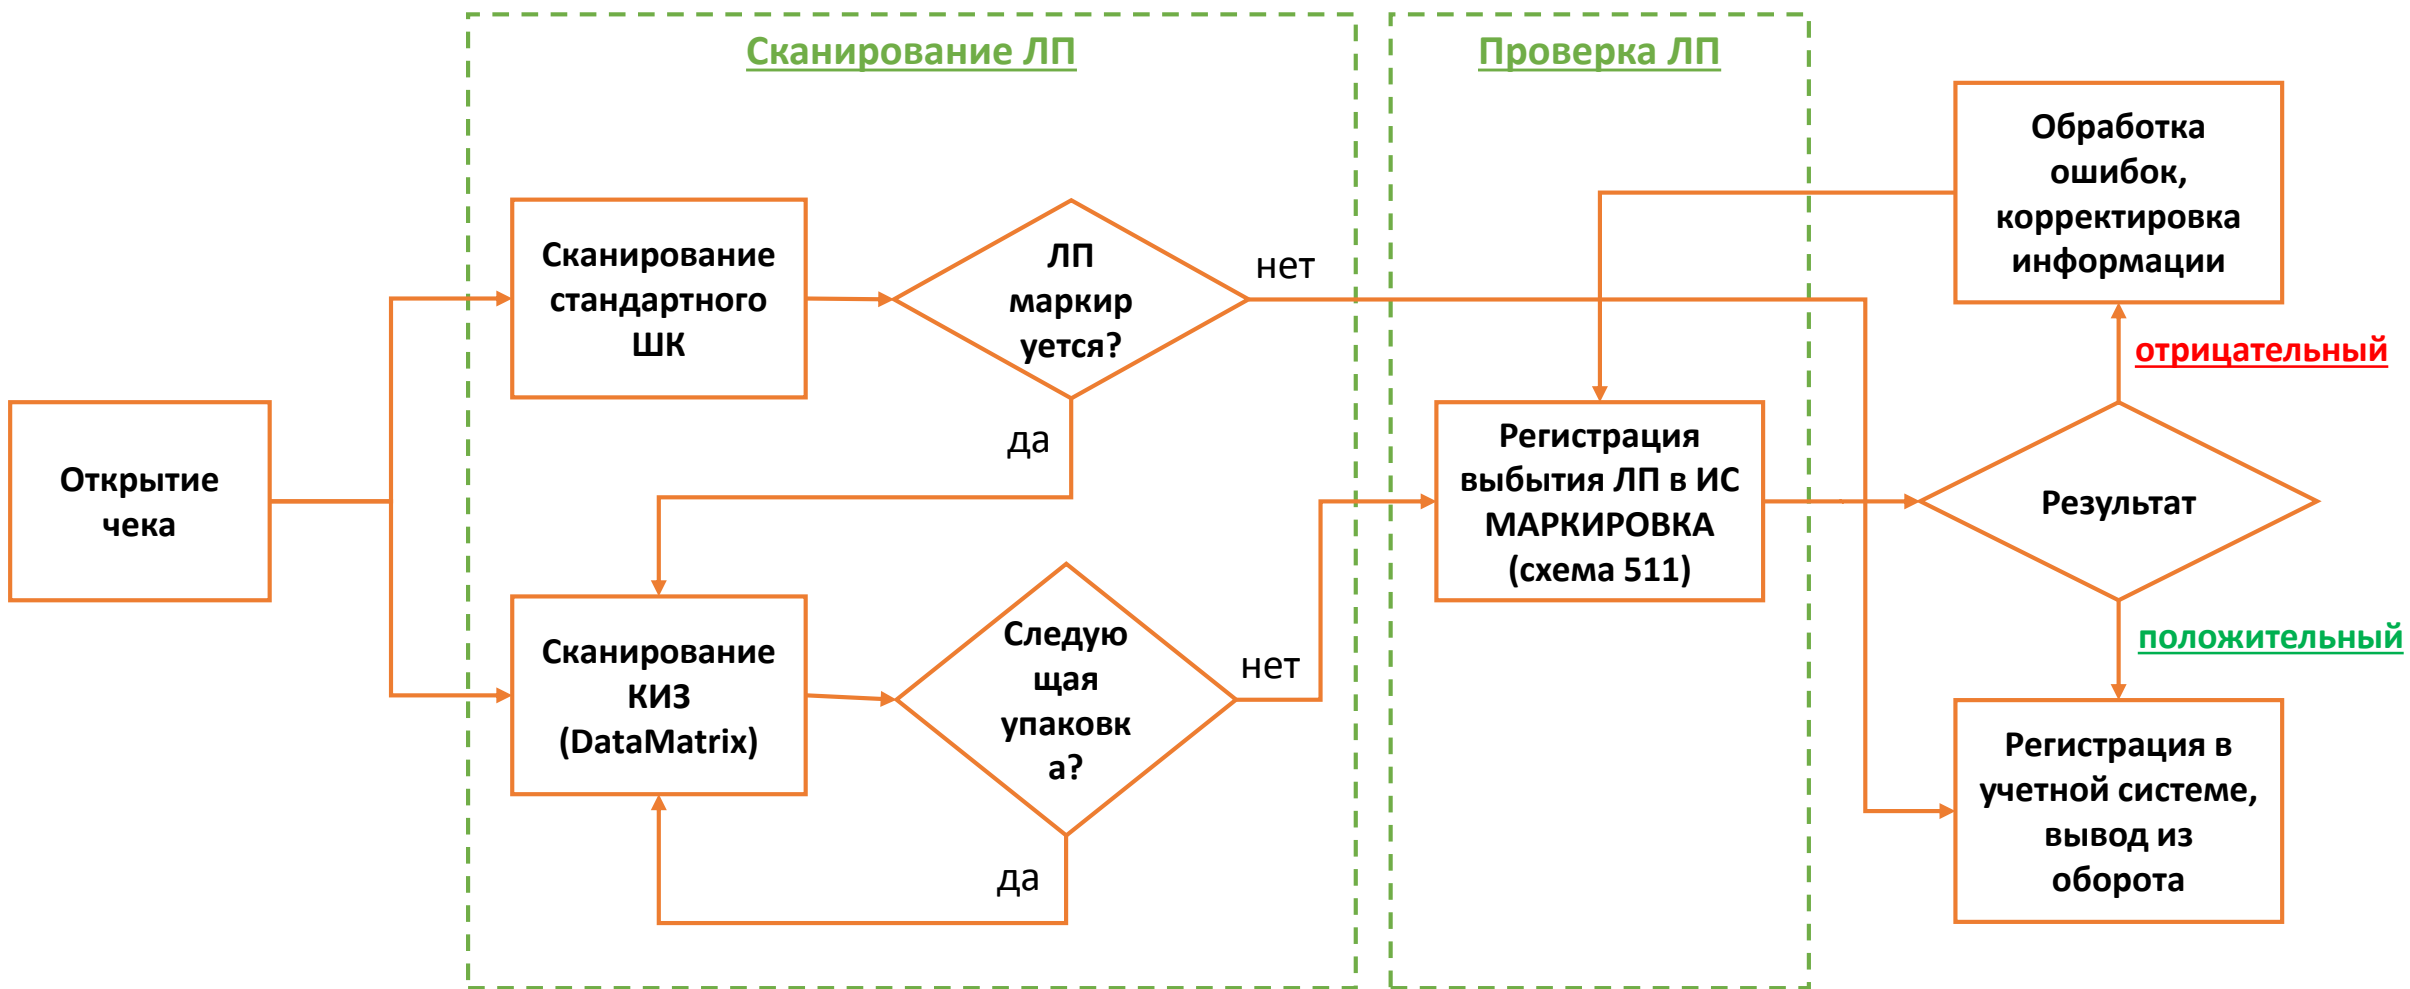 Сканирование ЛП
Проверка ЛП
Открытие
чека
Сканирование
стандартного
ШК
ЛП
маркир
уется?
нет
да
Сканирование
КИЗ
(DataMatrix)
Следую
щая
упаковк
а?
нет
да
Регистрация
выбытия ЛП в ИС
МАРКИРОВКА
(схема 511)
Результат
отрицательный
Обработка
ошибок,
корректировка
информации
положительный
Регистрация в
учетной системе,
вывод из
оборота